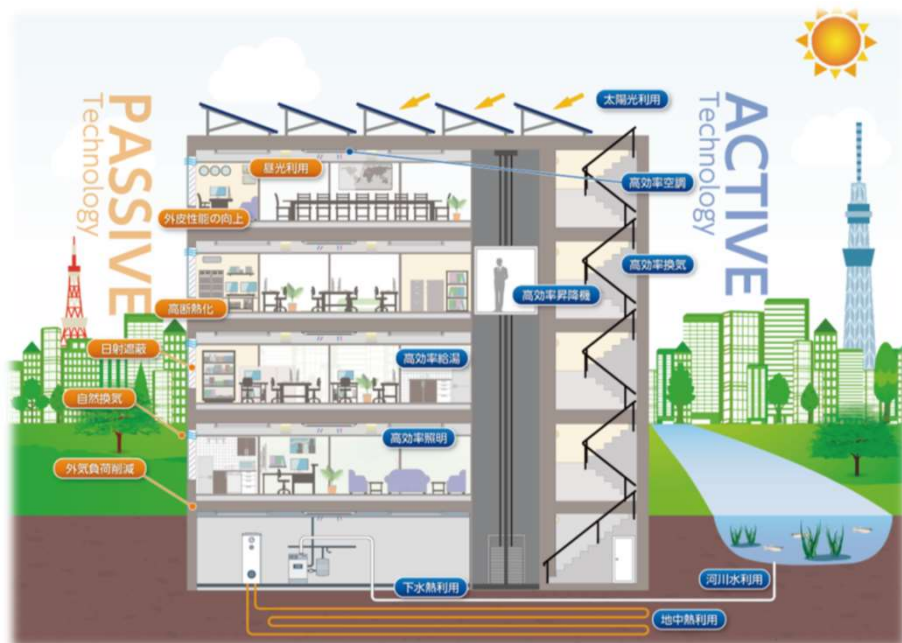 PASSIVE
Technology
ACTIVE
Technology
太陽光利用
昼光利用
高効率空調
外皮性能の向上
高効率換気
高効率昇降機
高断熱化
日射遮蔽
高効率給湯
自然換気
高効率照明
外気負荷削減
下水熱利用
河川水利用
地中熱利用